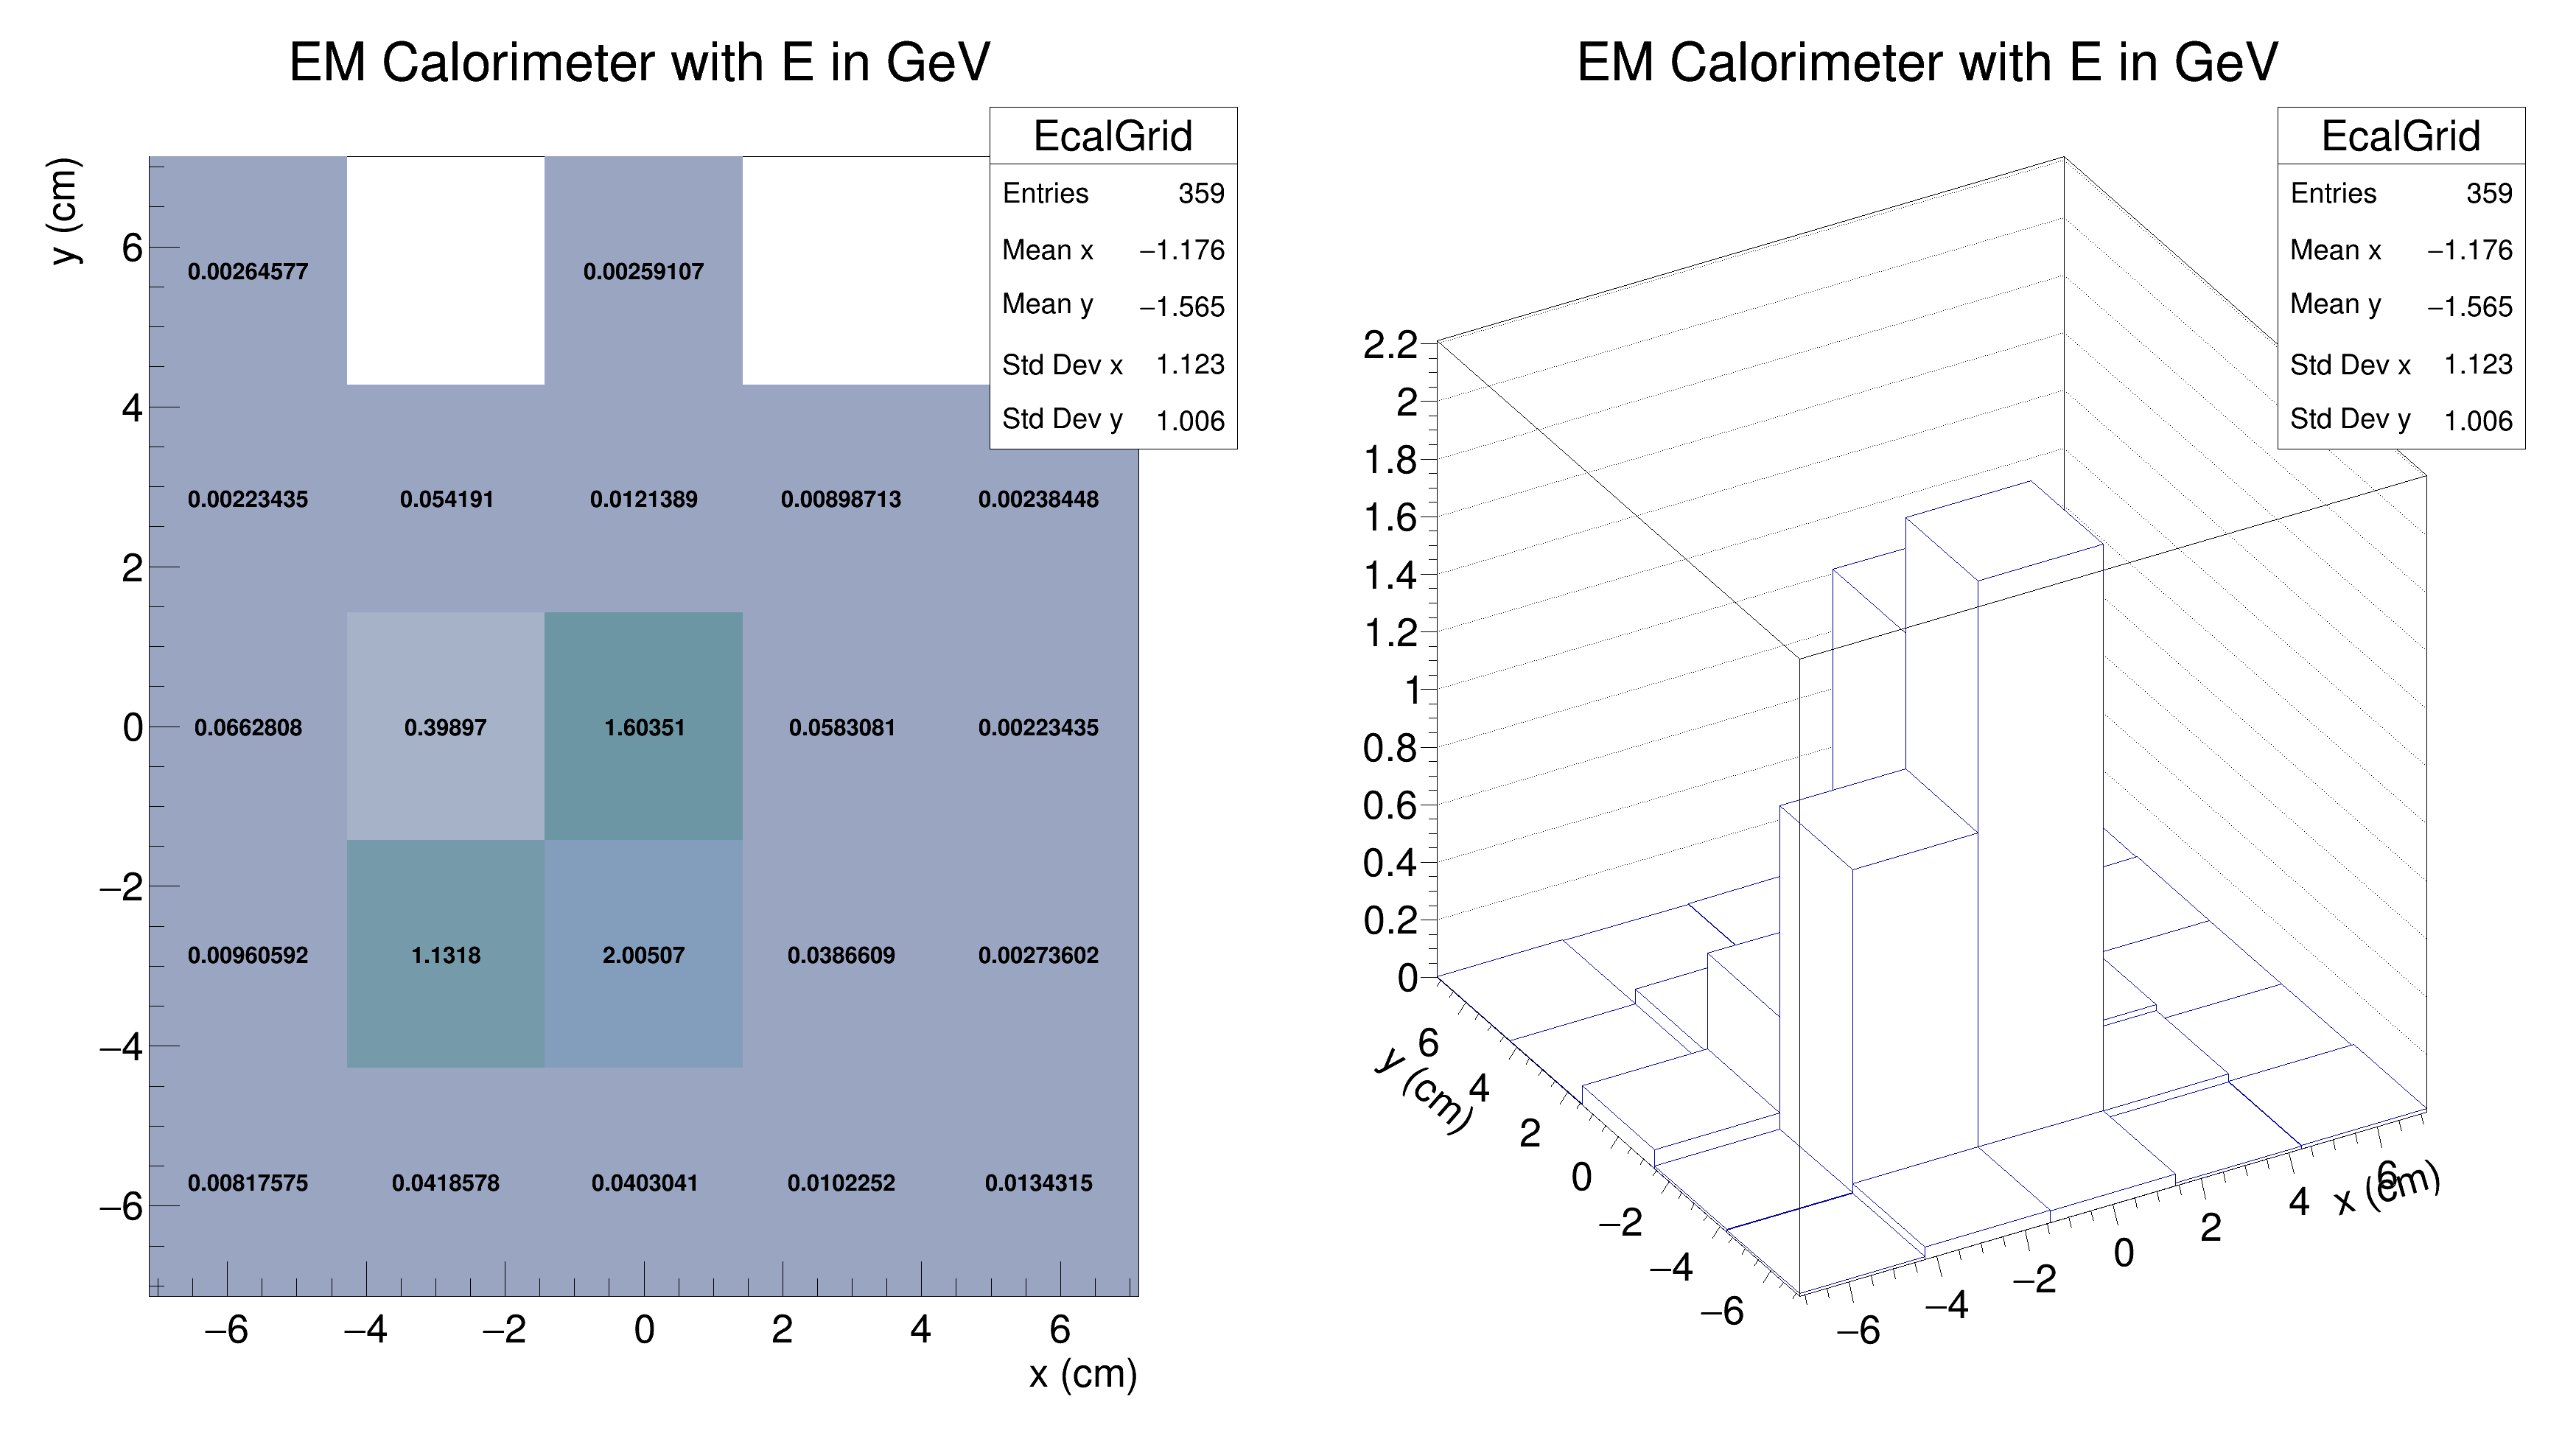 EM Calorimeter with E in GeV
EcalGrid
Entries 359
Mean x −1.176
Mean y −1.565
Std Dev x 1.123
Std Dev y 1.006
y (cm)
6
4
2
0
−2
−4
−6
0.00264577 0.00259107
0.00223435 0.054191 0.0121389 0.00898713 0.00238448
0.0662808 0.39897 1.60351 0.0583081 0.00223435
0.00960592 1.1318 2.00507 0.0386609 0.00273602
0.00817575 0.0418578 0.0403041 0.0102252 0.0134315
−6 −4 −2 0 2 4 6
x (cm)
EM Calorimeter with E in GeV
EcalGrid
Entries 359
Mean x −1.176
Mean y −1.565
Std Dev x 1.123
Std Dev y 1.006
2.2
2
1.8
1.6
1.4
1.2
1
0.8
0.6
0.4
0.2
0
y (cm)
6
4
2
0
−2
−4
−6
−6 −4 −2 0 2 4 6
x (cm)